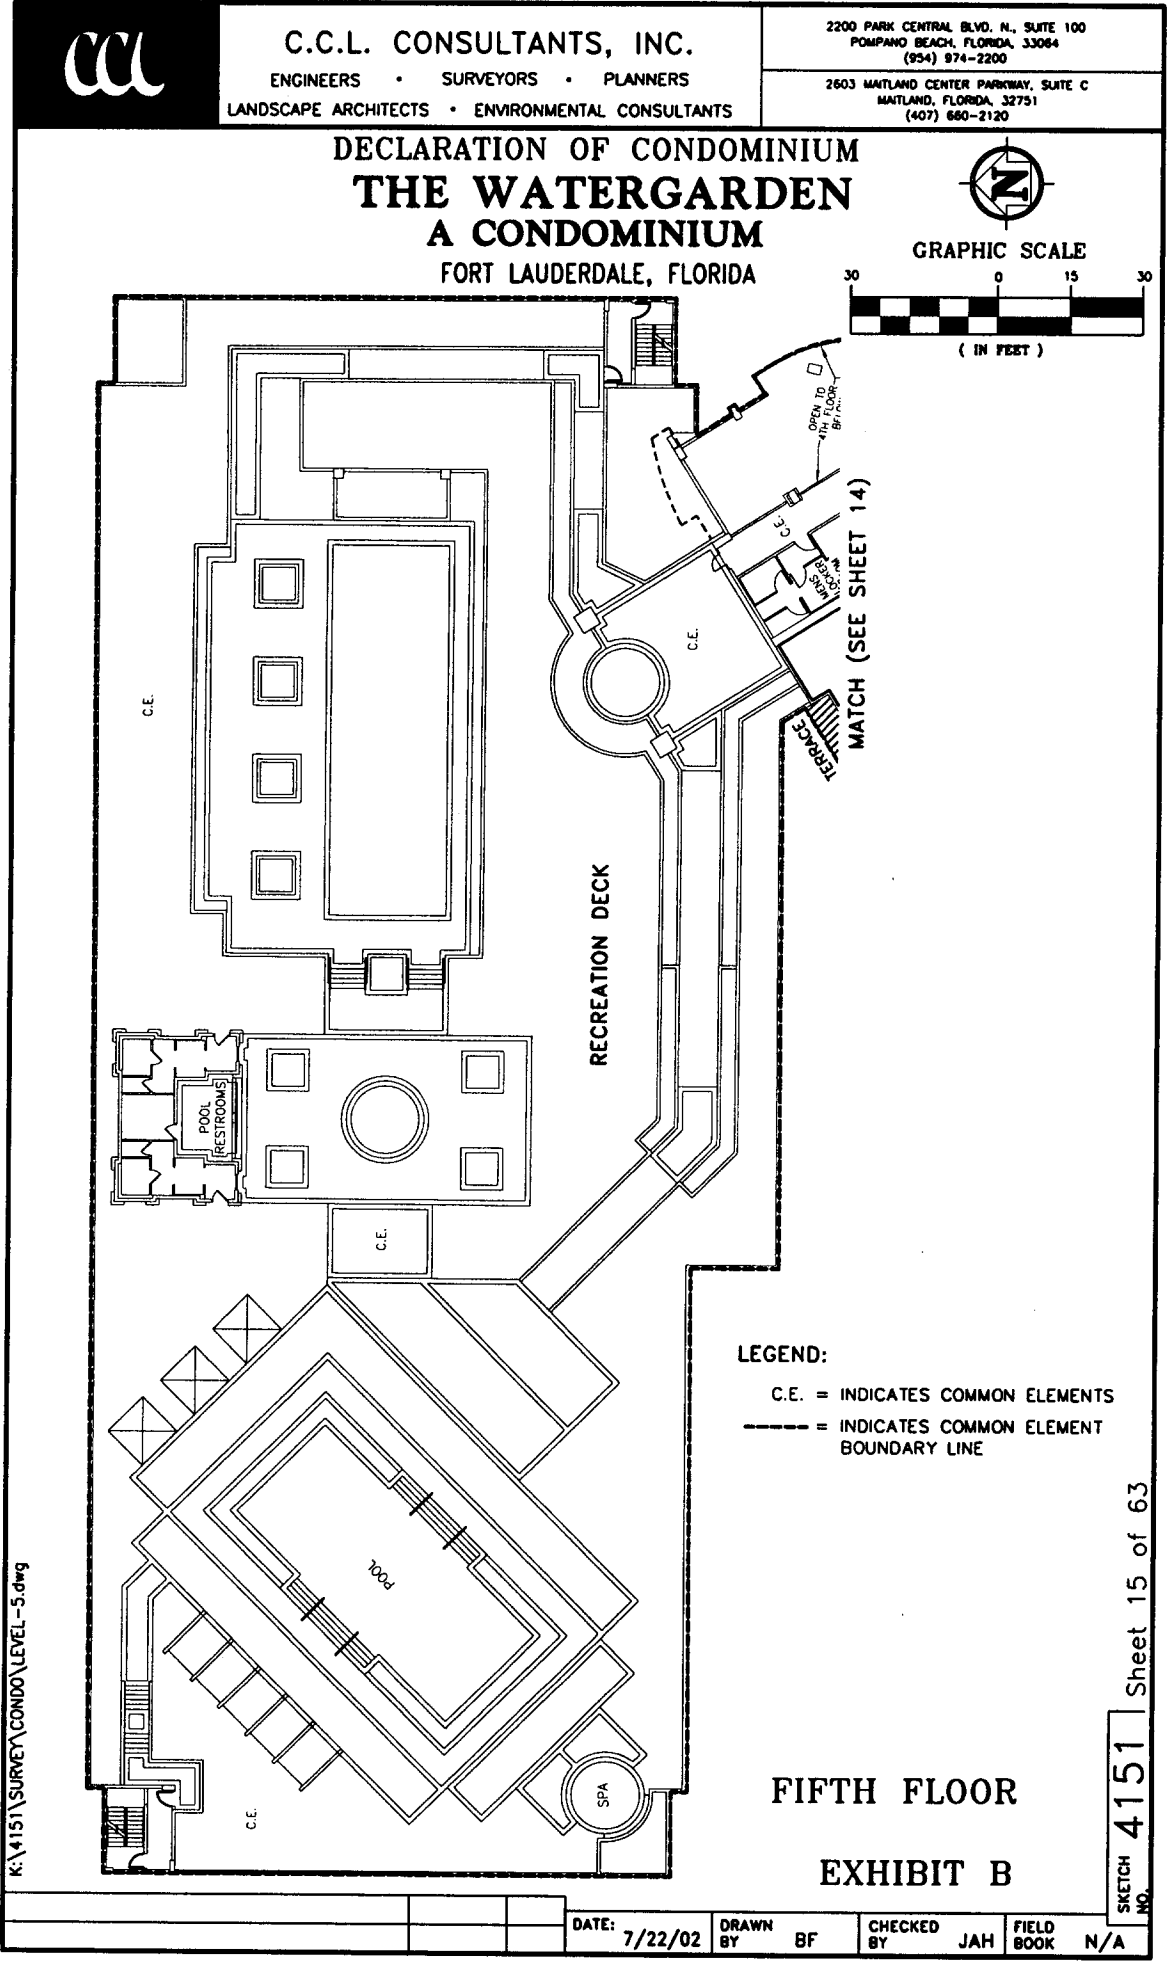 CCL
C.C.L. CONSULTANTS, INC.
ENGINEERS • SURVEYORS • PLANNERS
LANDSCAPE ARCHITECTS • ENVIRONMENTAL CONSULTANTS
2200 PARK CENTRAL BLVD. N., SUITE 100
POMPANO BEACH, FLORIDA, 33064
(954) 974-2200
2603 MAITLAND CENTER PARKWAY, SUITE C
MAITLAND, FLORIDA, 32751
(407) 660-2120
DECLARATION OF CONDOMINIUM
THE WATERGARDEN
A CONDOMINIUM
FORT LAUDERDALE, FLORIDA
N
GRAPHIC SCALE
30 0 15 30
( IN FEET )
OPEN TO
4TH FLOOR
C.E.
MENS
LOCKER
MATCH (SEE SHEET 14)
C.E.
C.E.
TERRACE
RECREATION DECK
POOL
RESTROOMS
C.E.
LEGEND:
C.E. = INDICATES COMMON ELEMENTS
------ = INDICATES COMMON ELEMENT
BOUNDARY LINE
POOL
SPA
C.E.
FIFTH FLOOR
EXHIBIT B
K:\4151\SURVEY\CONDO\LEVEL-5.dwg
SKETCH
NO. 4151 Sheet 15 of 63
DATE: 7/22/02
DRAWN
BY BF
CHECKED
BY JAH
FIELD
BOOK N/A